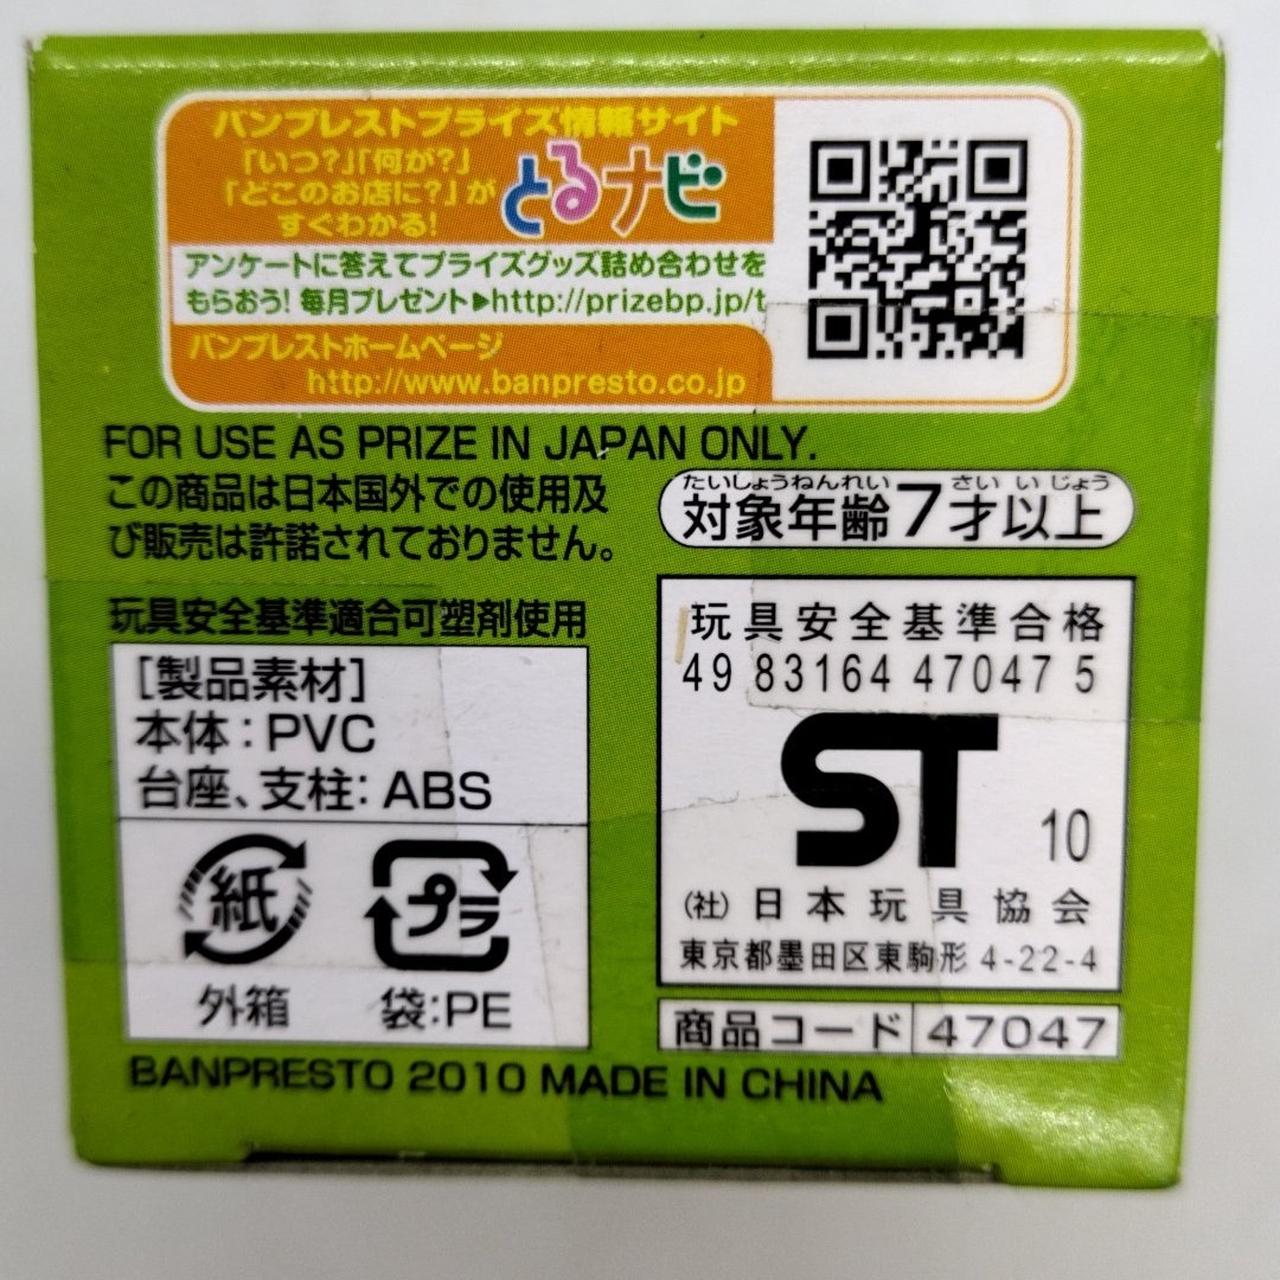 バンプレストプライズ情報サイト
「いつ?」「何が?」
「どこのお店に?」が
すぐわかる!
とるナビ
アンケートに答えてプライズグッズ詰め合わせを
もらおう! 毎月プレゼント▶http://prizebp.jp/t
バンプレストホームページ
http://www.banpresto.co.jp
FOR USE AS PRIZE IN JAPAN ONLY.
この商品は日本国外での使用及
び販売は許諾されておりません。
たいしょうねんれい さい いじょう
対象年齢7才以上
玩具安全基準適合可塑剤使用
[製品素材]
本体:PVC
台座、支柱:ABS
紙
外箱
プラ
袋:PE
玩具安全基準合格
49 83164 47047 5
ST
10
(社)日本玩具協会
東京都墨田区東駒形 4-22-4
商品コード 47047
BANPRESTO 2010 MADE IN CHINA